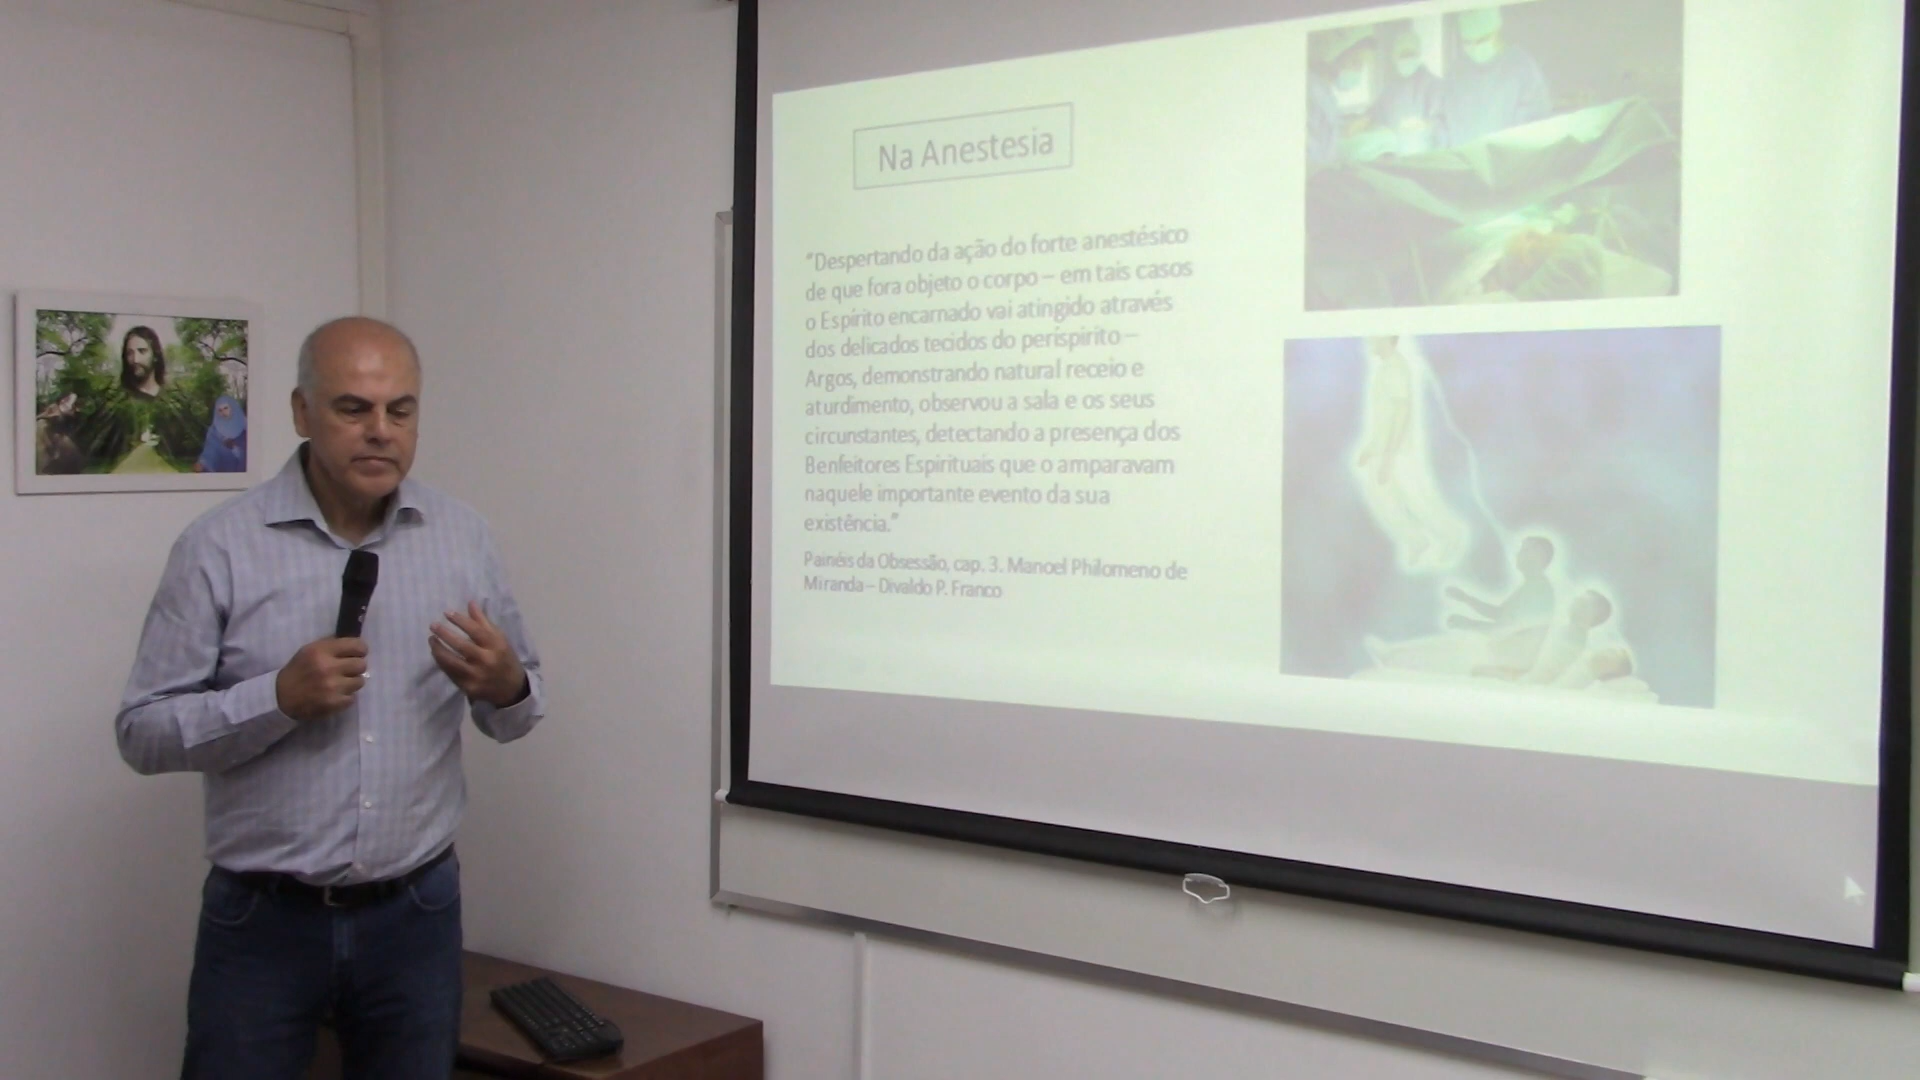 Na Anestesia
"Despertando da ação do forte anestésico
de que fora objeto o corpo – em tais casos
o Espírito encarnado vai atingido através
dos delicados tecidos do perispírito –
Argos, demonstrando natural receio e
aturdimento, observou a sala e os seus
circunstantes, detectando a presença dos
Benfeitores Espirituais que o amparavam
naquele importante evento da sua
existência."
Painéis da Obsessão, cap. 3. Manoel Philomeno de
Miranda – Divaldo P. Franco